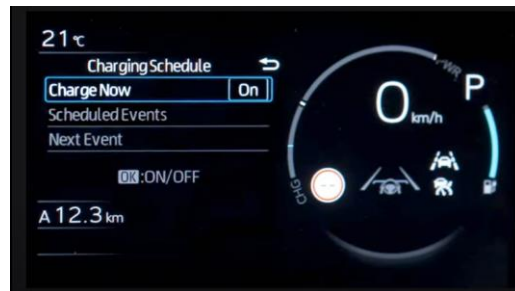 21°C
Charging Schedule
Charge Now On
Scheduled Events
Next Event
OK:ON/OFF
A 12.3 km
PWR
P
0 km/h
CHG